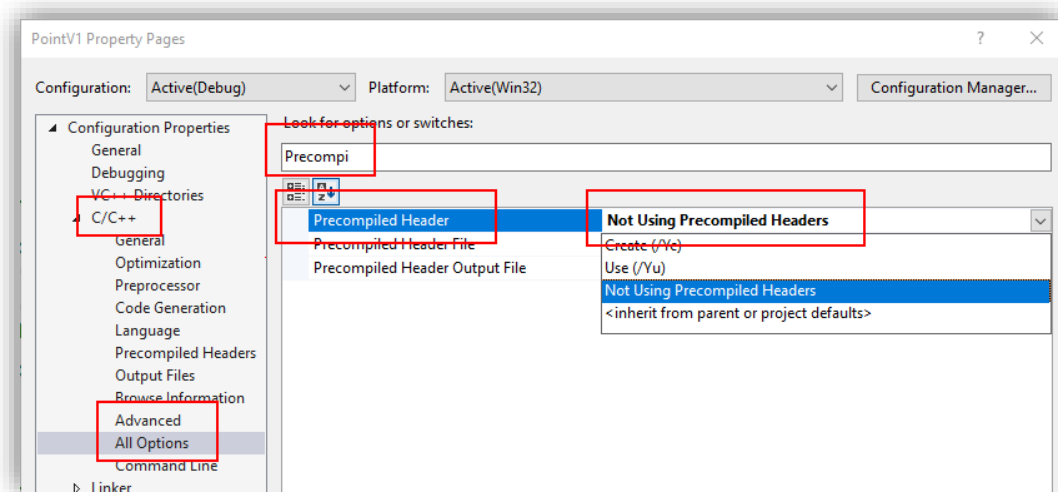 PointV1 Property Pages ?
Configuration: Active(Debug) Platform: Active(Win32) Configuration Manager...
Configuration Properties
General
Debugging
VC++ Directories
C/C++
General
Optimization
Preprocessor
Code Generation
Language
Precompiled Headers
Output Files
Browse Information
Advanced
All Options
Command Line
Linker
Look for options or switches:
Precompi
Precompiled Header Not Using Precompiled Headers
Precompiled Header File
Precompiled Header Output File
Create (/Yc)
Use (/Yu)
Not Using Precompiled Headers
<inherit from parent or project defaults>